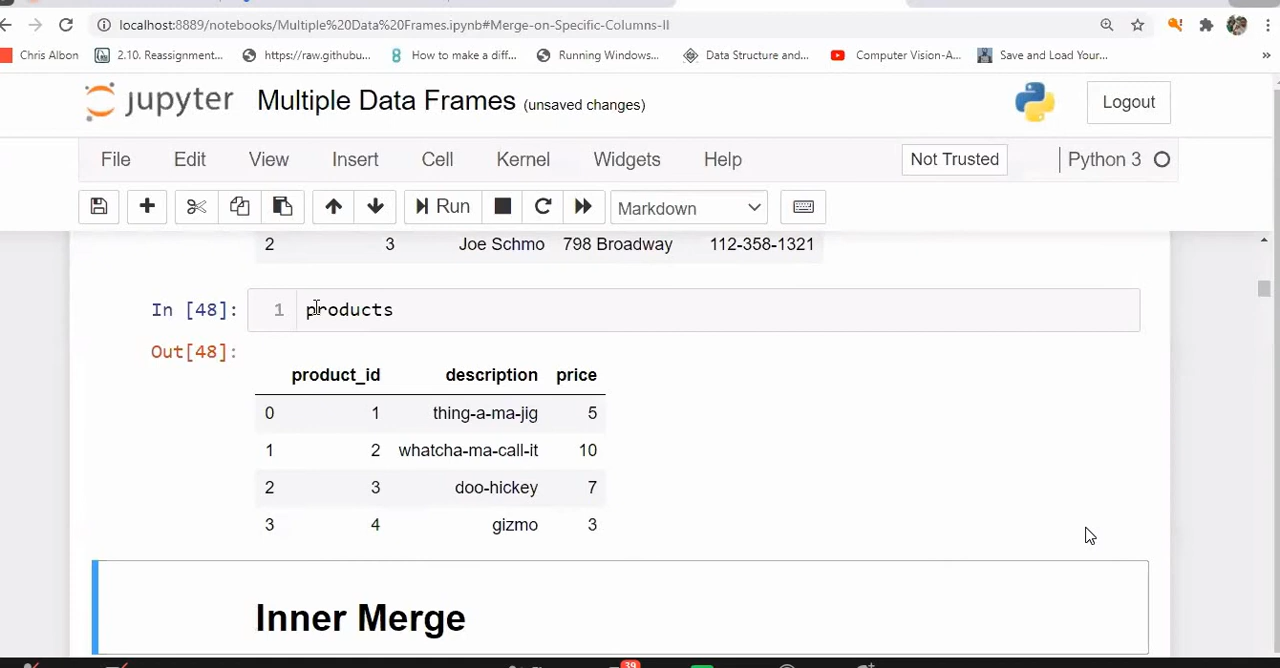 localhost:8889/notebooks/Multiple%20Data%20Frames.ipynb#Merge-on-Specific-Columns-II
Chris Albon 2.10. Reassignment... https://raw.githubu... How to make a diff... Running Windows... Data Structure and... Computer Vision-A... Save and Load Your... »
jupyter Multiple Data Frames (unsaved changes) Logout
File Edit View Insert Cell Kernel Widgets Help Not Trusted Python 3
Run Markdown
2 3 Joe Schmo 798 Broadway 112-358-1321
In [48]: 1 products
Out[48]:
product_id description price
0 1 thing-a-ma-jig 5
1 2 whatcha-ma-call-it 10
2 3 doo-hickey 7
3 4 gizmo 3
Inner Merge
39